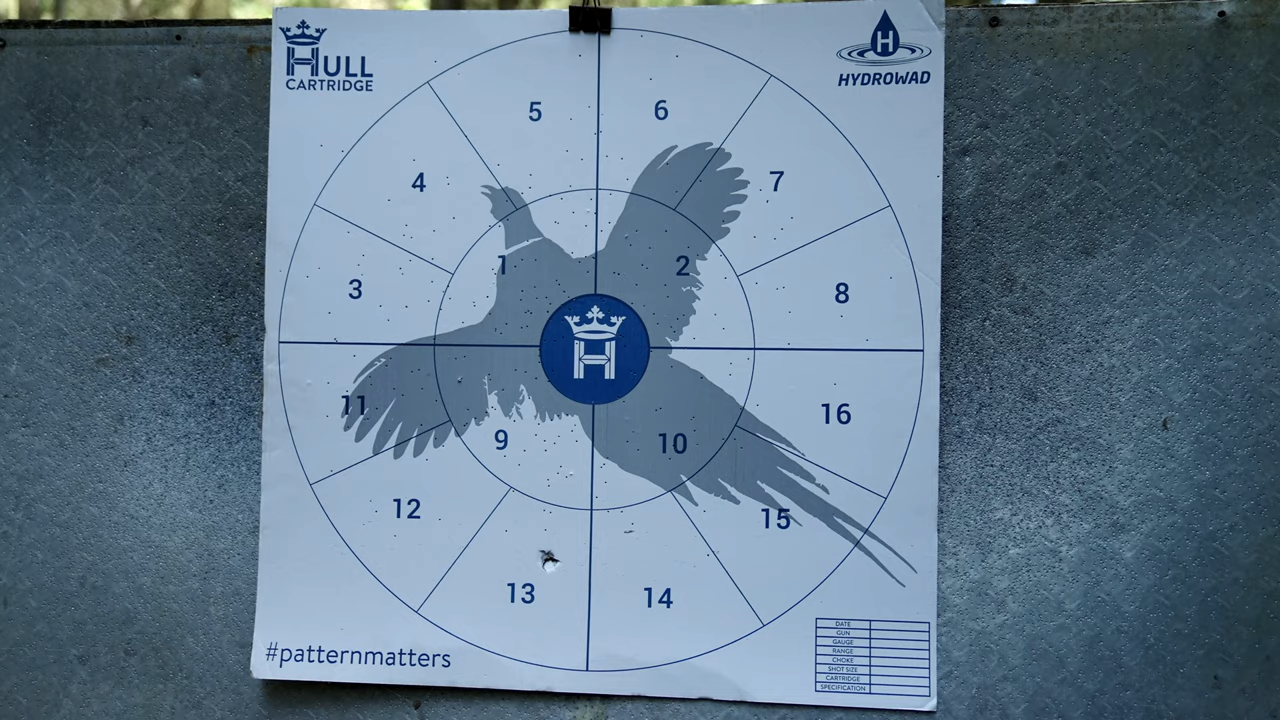 HULL
CARTRIDGE
H
HYDROWAD
5
6
4
7
1
2
3
8
H
11
16
9
10
12
15
13
14
#patternmatters
DATE
GUN
GAUGE
RANGE
CHOKE
SHOT SIZE
CARTRIDGE
SPECIFICATION